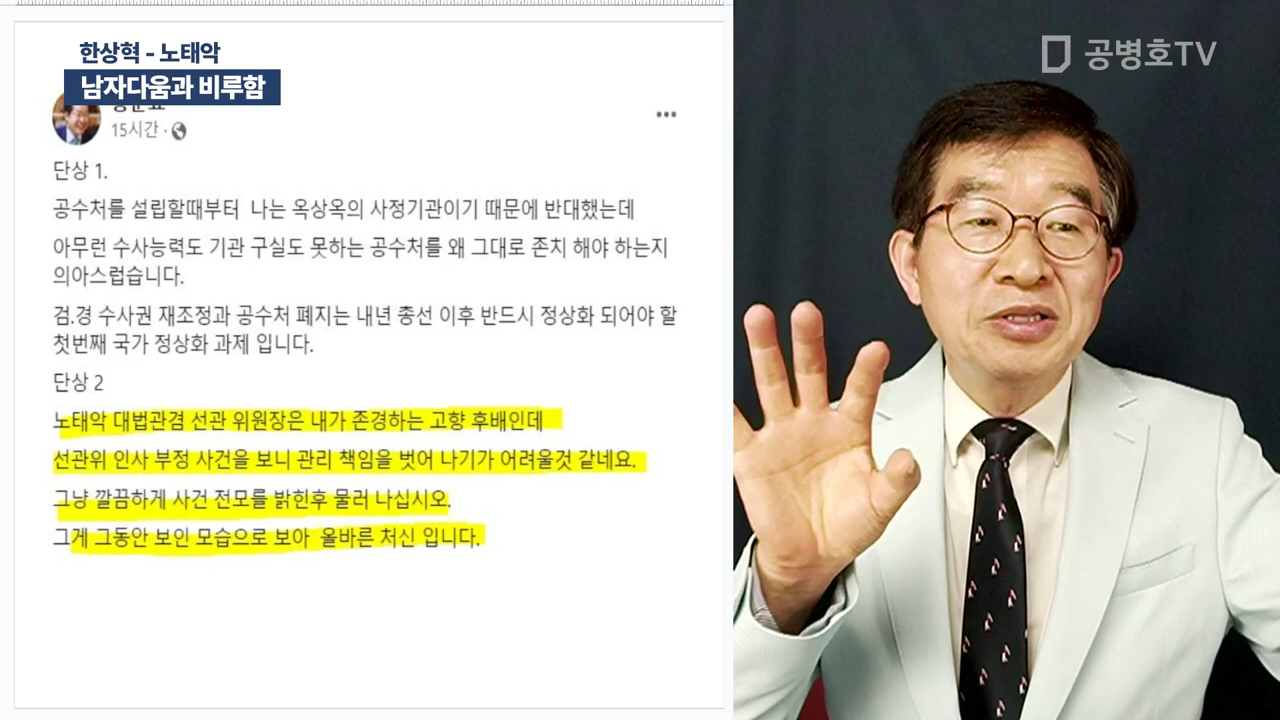 한상혁 - 노태악
남자다움과 비루함
공병호TV
15시간 ·
단상 1.
공수처를 설립할때부터 나는 옥상옥의 사정기관이기 때문에 반대했는데
아무런 수사능력도 기관 구실도 못하는 공수처를 왜 그대로 존치 해야 하는지
의아스럽습니다.
검.경 수사권 재조정과 공수처 폐지는 내년 총선 이후 반드시 정상화 되어야 할
첫번째 국가 정상화 과제 입니다.
단상 2
노태악 대법관겸 선관 위원장은 내가 존경하는 고향 후배인데
선관위 인사 부정 사건을 보니 관리 책임을 벗어 나기가 어려울것 같네요.
그냥 깔끔하게 사건 전모를 밝힌후 물러 나십시오.
그게 그동안 보인 모습으로 보아 올바른 처신 입니다.